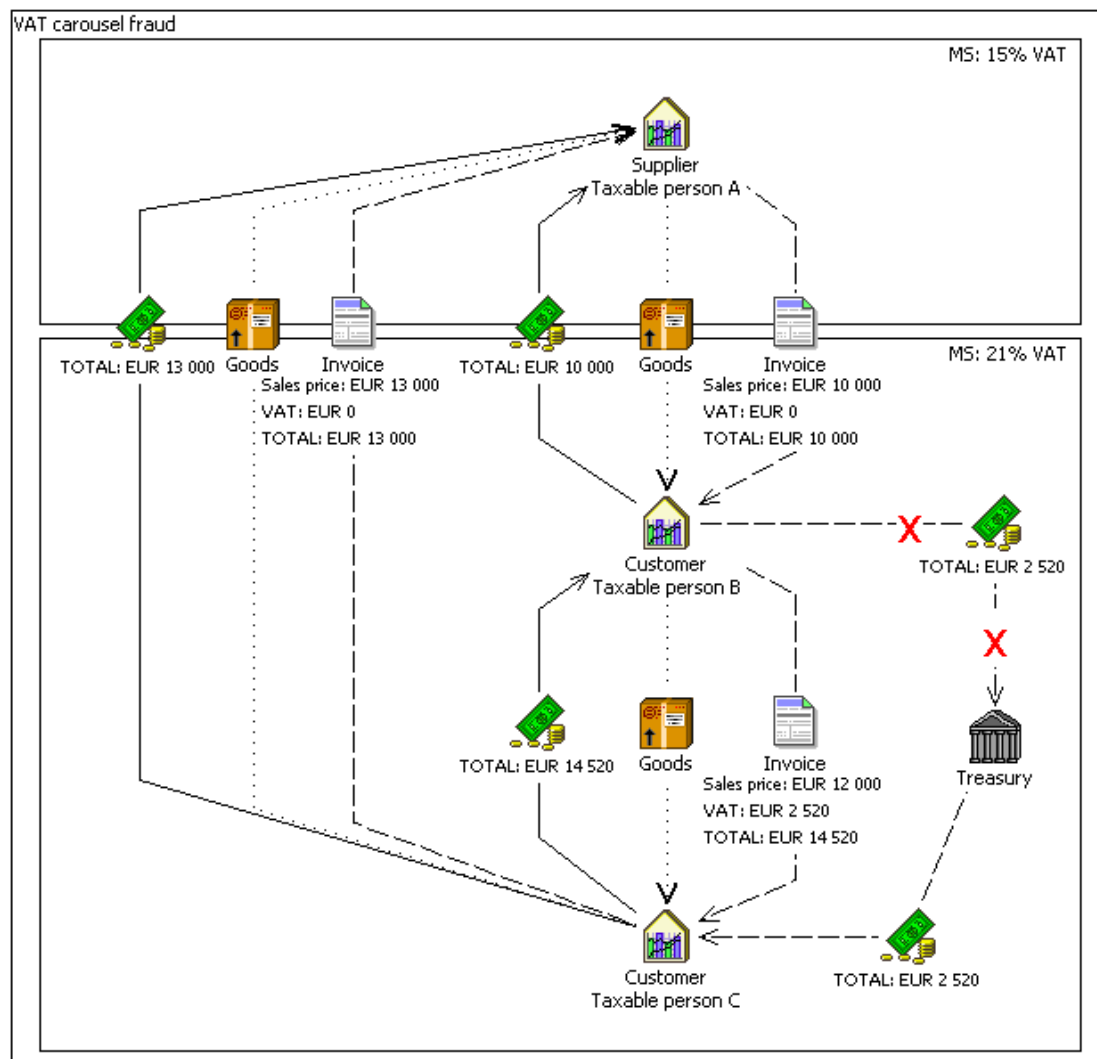 VAT carousel fraud
MS: 15% VAT
Supplier
Taxable person A
TOTAL: EUR 13 000
Goods
Invoice
Sales price: EUR 13 000
VAT: EUR 0
TOTAL: EUR 13 000
TOTAL: EUR 10 000
Goods
Invoice
Sales price: EUR 10 000
VAT: EUR 0
TOTAL: EUR 10 000
MS: 21% VAT
Customer
Taxable person B
X
TOTAL: EUR 2 520
X
Treasury
TOTAL: EUR 14 520
Goods
Invoice
Sales price: EUR 12 000
VAT: EUR 2 520
TOTAL: EUR 14 520
Customer
Taxable person C
TOTAL: EUR 2 520